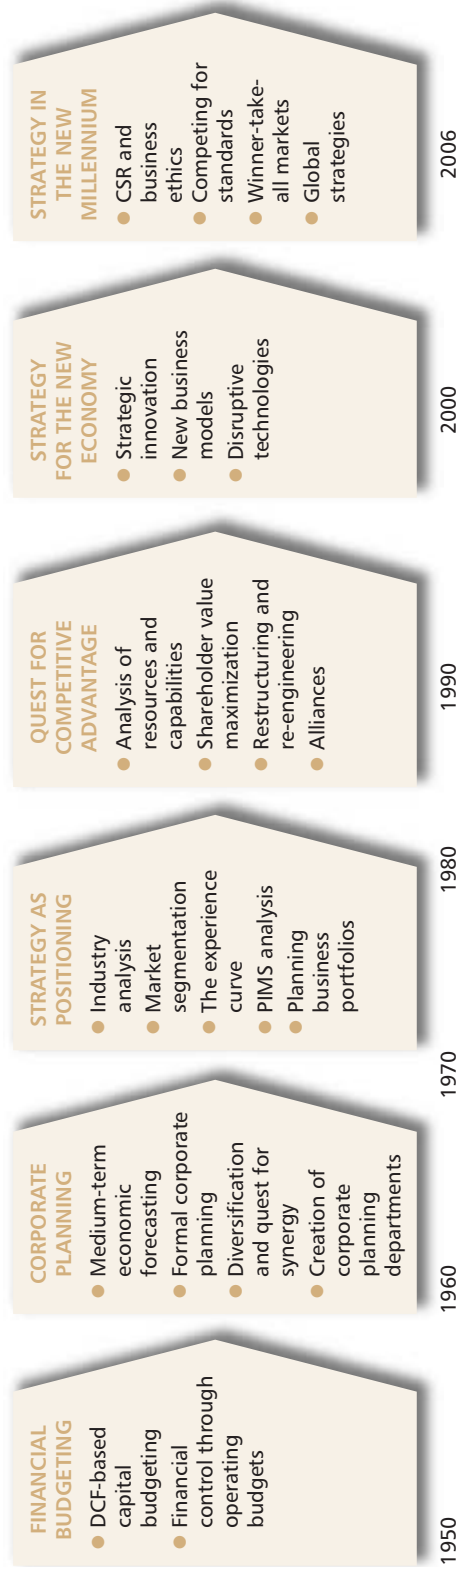 FINANCIAL
BUDGETING
● DCF-based
capital
budgeting
● Financial
control through
operating
budgets
CORPORATE
PLANNING
● Medium-term
economic
forecasting
● Formal corporate
planning
● Diversification
and quest for
synergy
● Creation of
corporate
planning
departments
STRATEGY AS
POSITIONING
● Industry
analysis
● Market
segmentation
● The experience
curve
● PIMS analysis
● Planning
business
portfolios
QUEST FOR
COMPETITIVE
ADVANTAGE
● Analysis of
resources and
capabilities
● Shareholder value
maximization
● Restructuring and
re-engineering
● Alliances
STRATEGY
FOR THE NEW
ECONOMY
● Strategic
innovation
● New business
models
● Disruptive
technologies
STRATEGY IN
THE NEW
MILLENNIUM
● CSR and
business
ethics
● Competing for
standards
● Winner-take-
all markets
● Global
strategies
1950
1960
1970
1980
1990
2000
2006